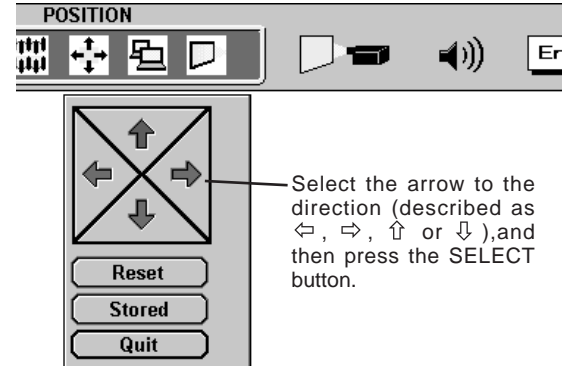 POSITION
Er
Select the arrow to the
direction (described as
⇦ , ⇨ , ⇧ or ⇩ ),and
then press the SELECT
button.
Reset
Stored
Quit